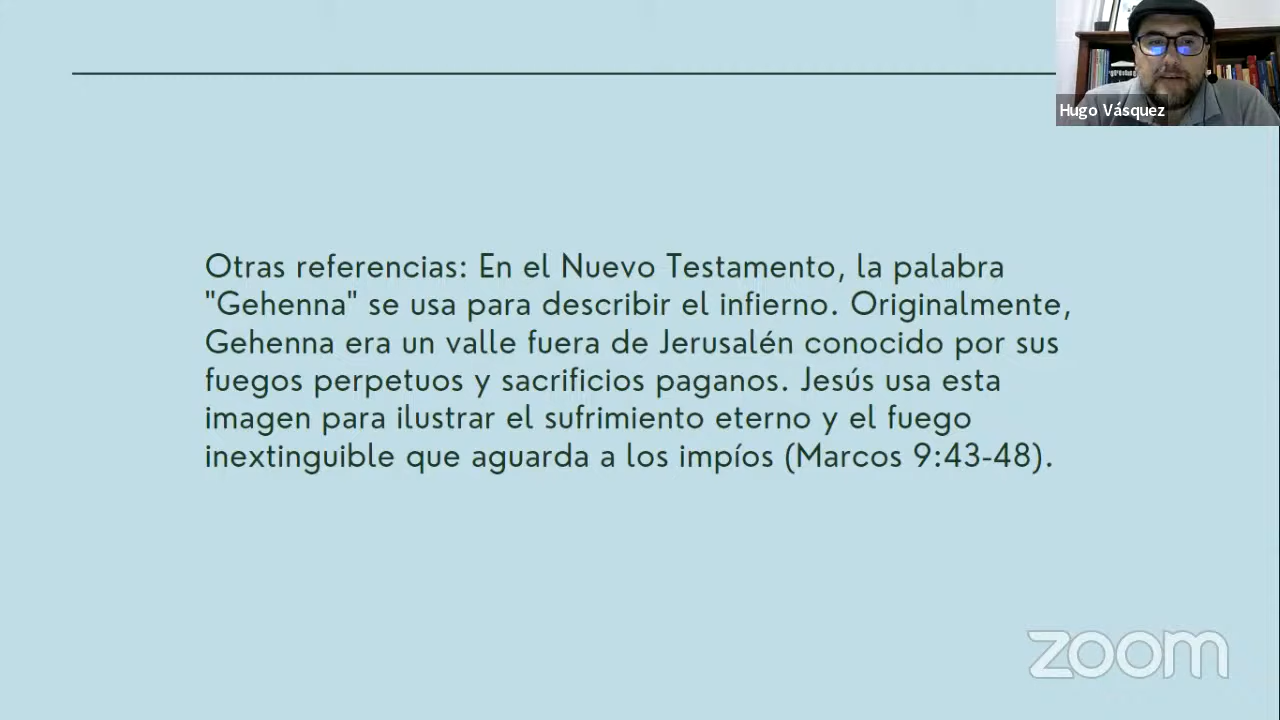 Hugo Vásquez
Otras referencias: En el Nuevo Testamento, la palabra
"Gehenna" se usa para describir el infierno. Originalmente,
Gehenna era un valle fuera de Jerusalén conocido por sus
fuegos perpetuos y sacrificios paganos. Jesús usa esta
imagen para ilustrar el sufrimiento eterno y el fuego
inextinguible que aguarda a los impíos (Marcos 9:43-48).
zoom